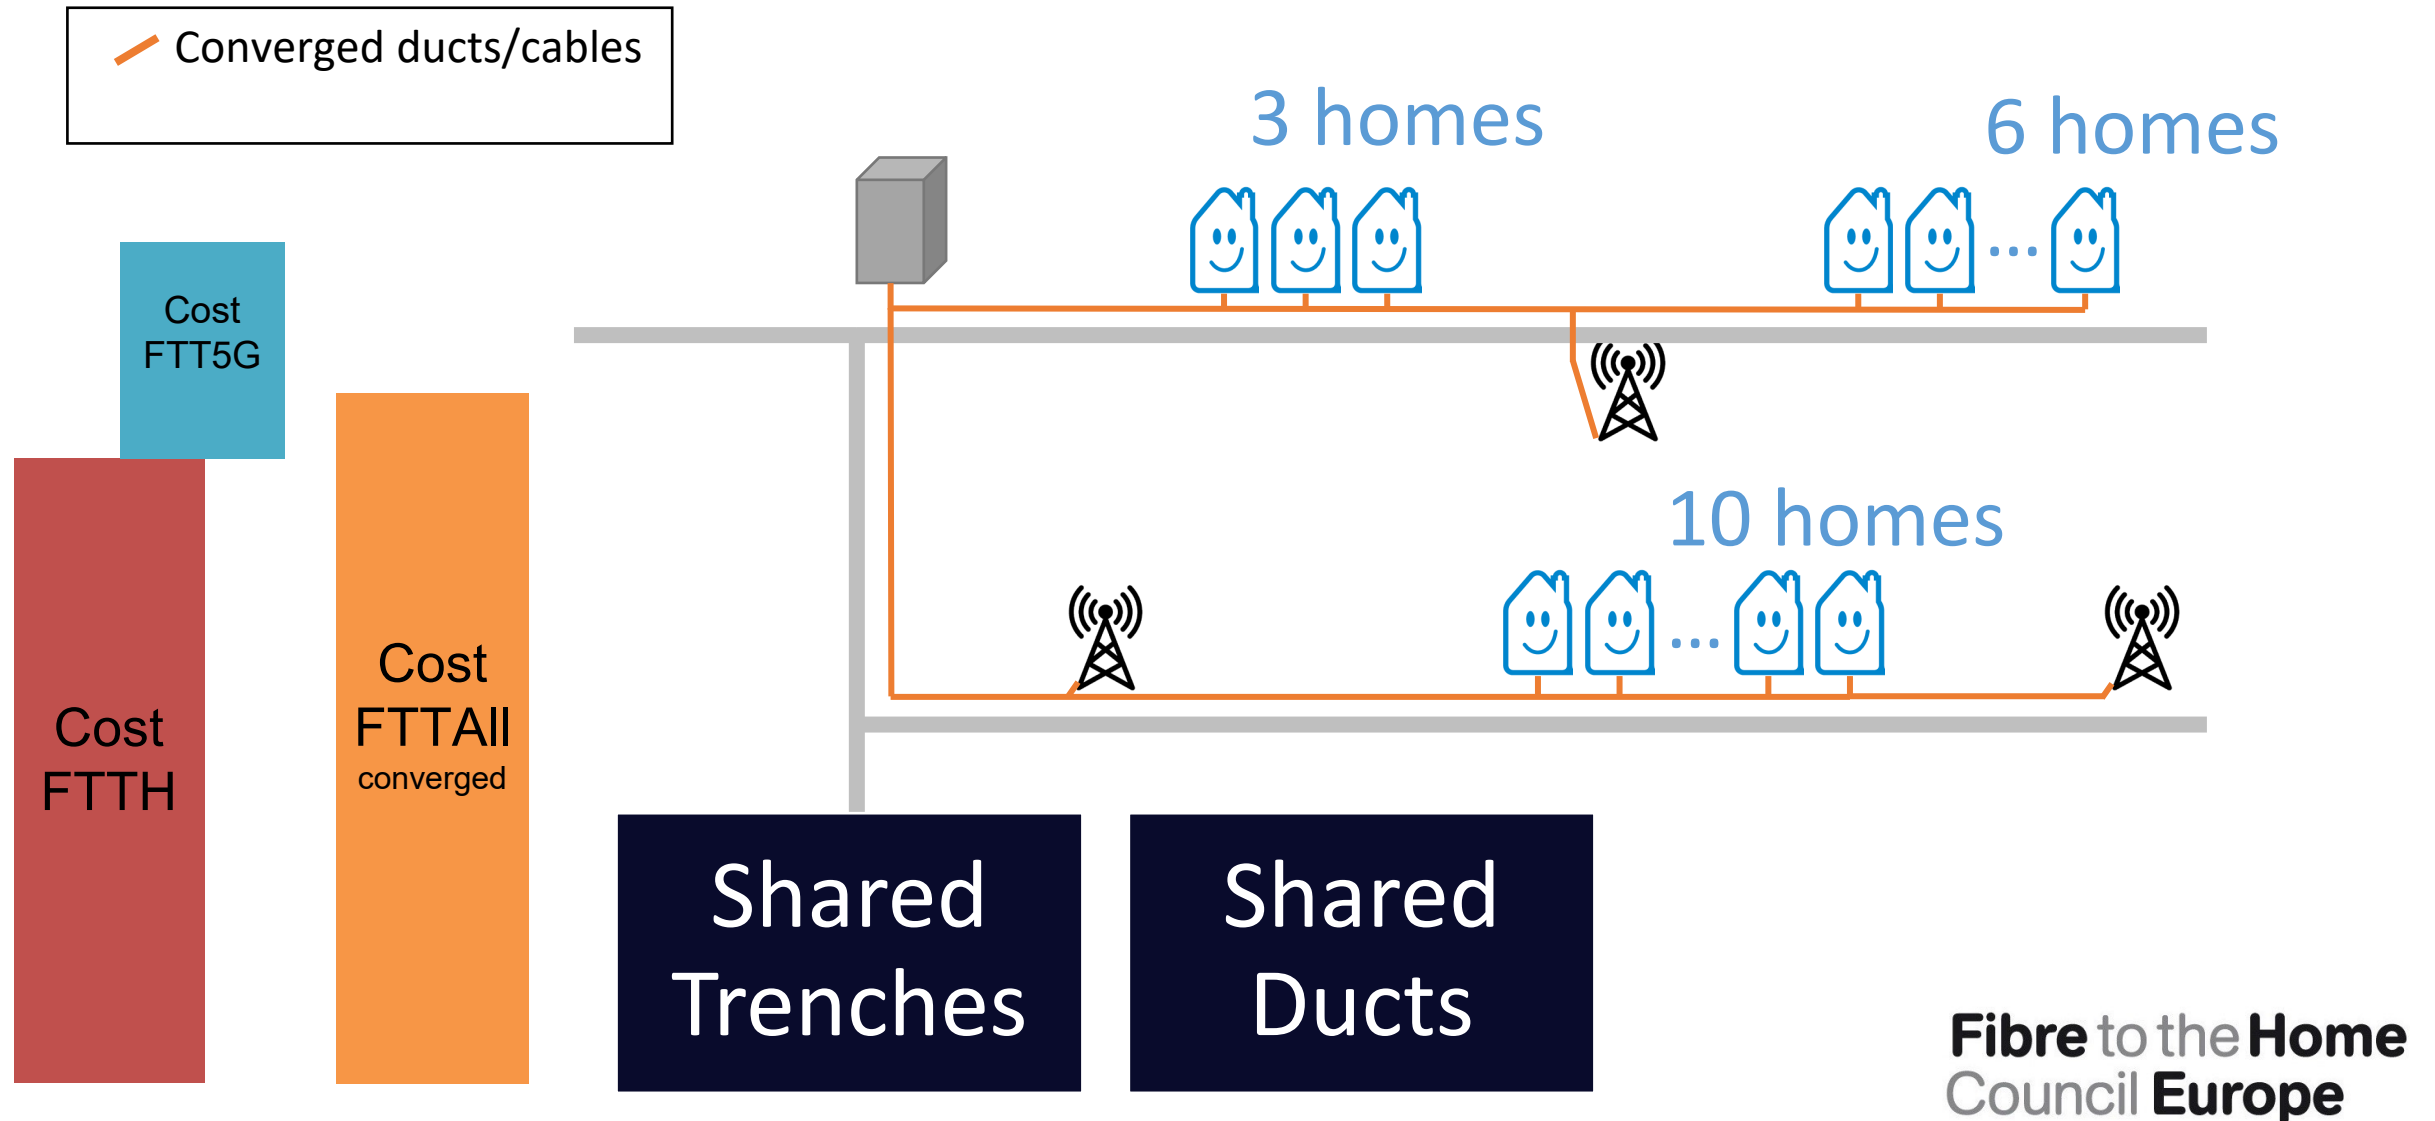 Converged ducts/cables
3 homes
6 homes
Cost
FTT5G
10 homes
Cost
FTTH
Cost
FTTAll
converged
Shared
Trenches
Shared
Ducts
Fibre to the Home
Council Europe